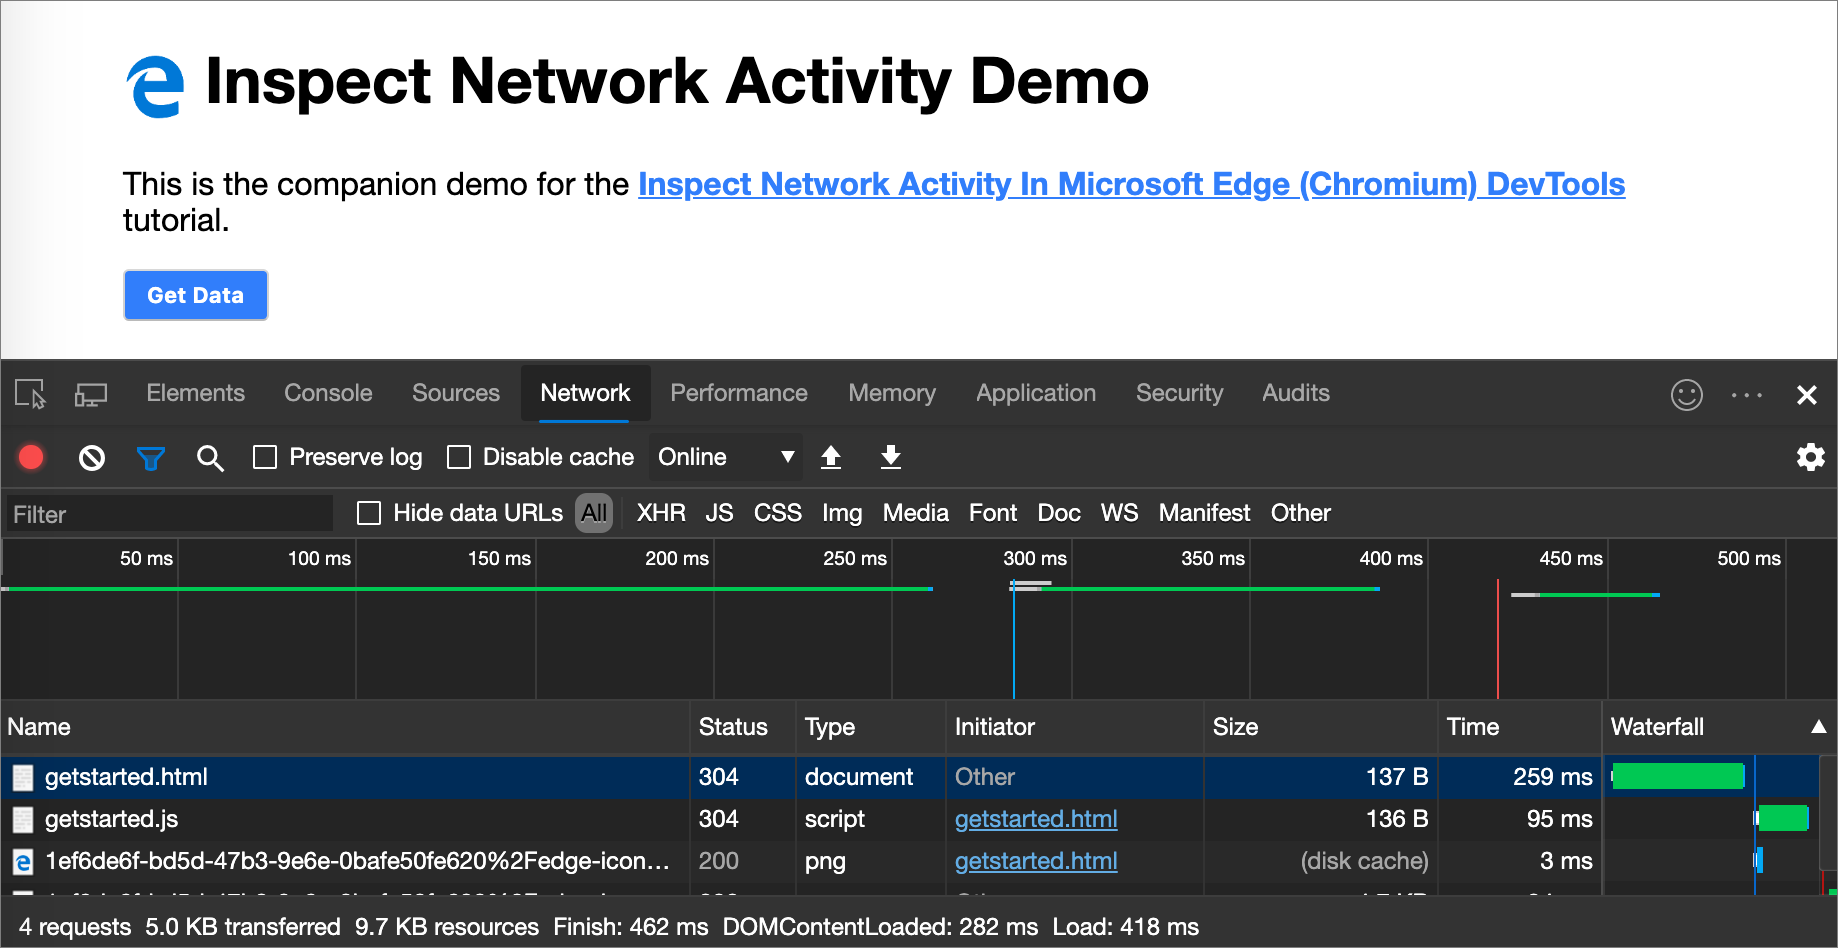 Inspect Network Activity Demo
This is the companion demo for the Inspect Network Activity In Microsoft Edge (Chromium) DevTools
tutorial.
Get Data
Elements Console Sources Network Performance Memory Application Security Audits
Preserve log Disable cache Online
Filter Hide data URLs All XHR JS CSS Img Media Font Doc WS Manifest Other
50 ms 100 ms 150 ms 200 ms 250 ms 300 ms 350 ms 400 ms 450 ms 500 ms
Name Status Type Initiator Size Time Waterfall
getstarted.html 304 document Other 137 B 259 ms
getstarted.js 304 script getstarted.html 136 B 95 ms
1ef6de6f-bd5d-47b3-9e6e-0bafe50fe620%2Fedge-icon... 200 png getstarted.html (disk cache) 3 ms
4 requests 5.0 KB transferred 9.7 KB resources Finish: 462 ms DOMContentLoaded: 282 ms Load: 418 ms